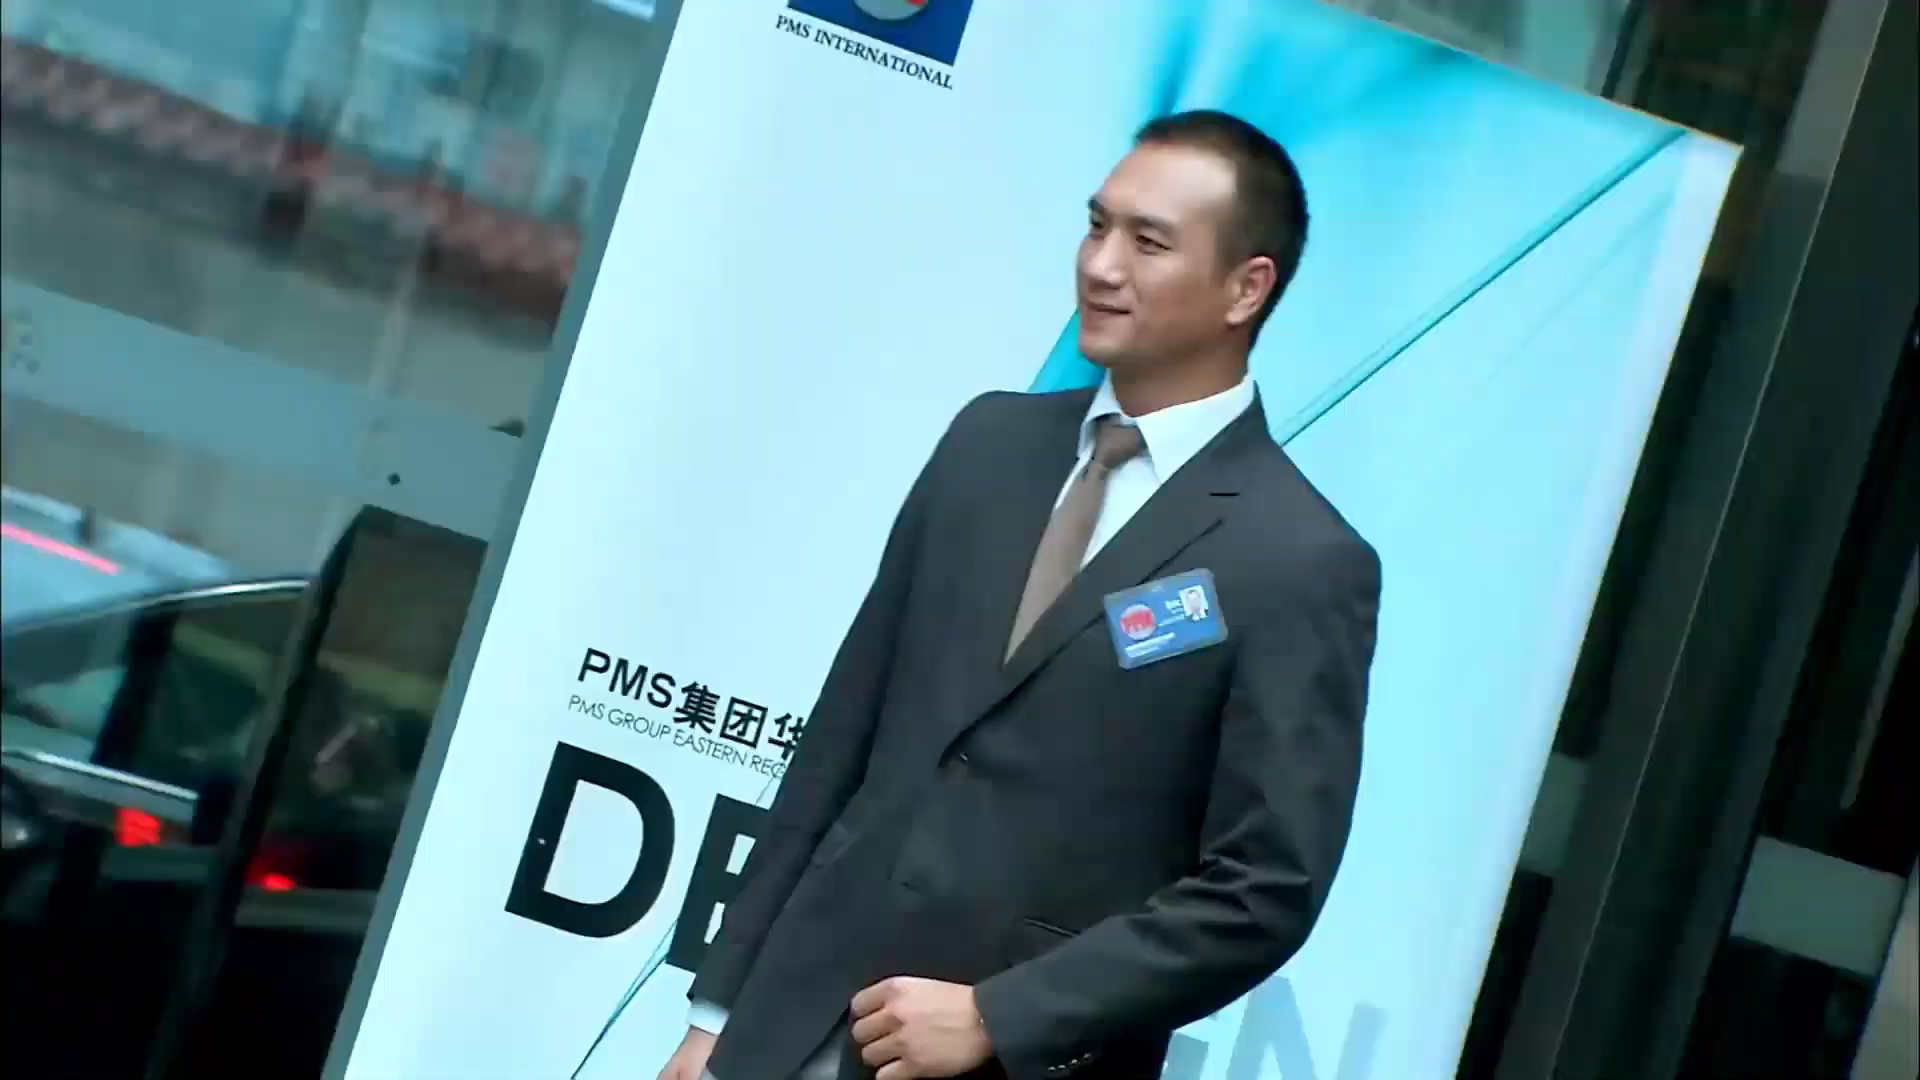 PMS INTERNATIONAL
PMS集团华
PMS GROUP EASTERN REG
DE